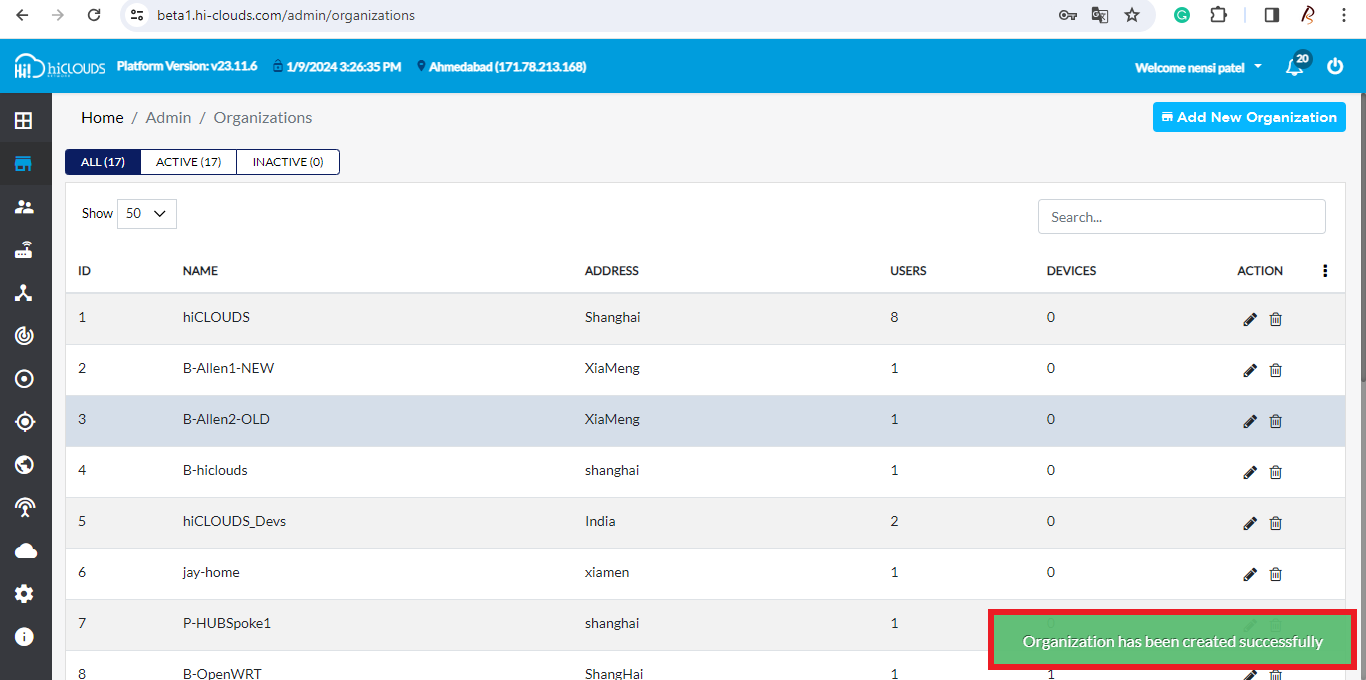 beta1.hi-clouds.com/admin/organizations
hiCLOUDS Platform Version: v23.11.6 1/9/2024 3:26:35 PM Ahmedabad (171.78.213.168) Welcome nensi patel 20
Home / Admin / Organizations Add New Organization
ALL (17) ACTIVE (17) INACTIVE (0)
Show 50 Search...
ID NAME ADDRESS USERS DEVICES ACTION
1 hiCLOUDS Shanghai 8 0
2 B-Allen1-NEW XiaMeng 1 0
3 B-Allen2-OLD XiaMeng 1 0
4 B-hiclouds shanghai 1 0
5 hiCLOUDS_Devs India 2 0
6 jay-home xiamen 1 0
7 P-HUBSpoke1 shanghai 1 0
Organization has been created successfully
8 B-OpenWRT ShangHai 1 1